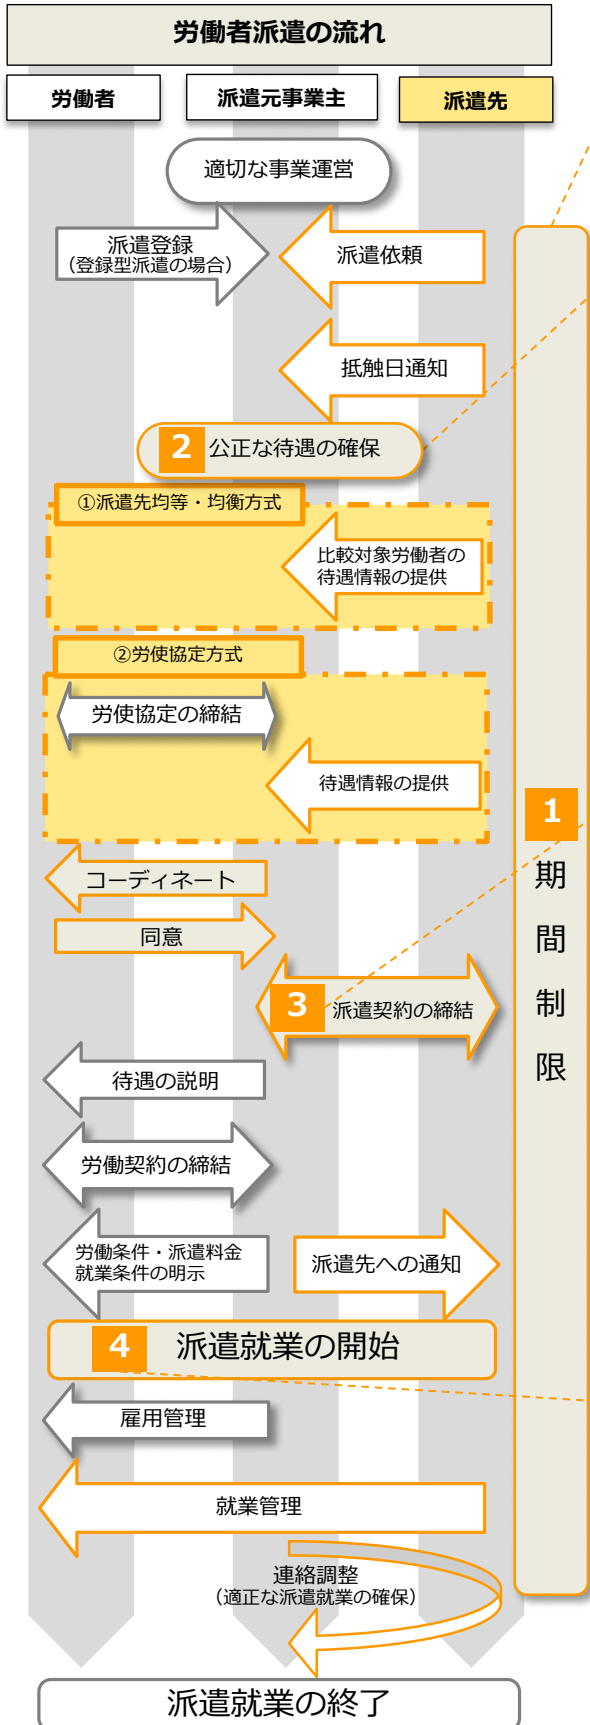 労働者派遣の流れ
労働者
派遣元事業主
派遣先
適切な事業運営
派遣登録
（登録型派遣の場合）
派遣依頼
抵触日通知
2 公正な待遇の確保
①派遣先均等・均衡方式
比較対象労働者の
待遇情報の提供
②労使協定方式
労使協定の締結
待遇情報の提供
1
期
間
制
限
コーディネート
同意
3 派遣契約の締結
待遇の説明
労働契約の締結
労働条件・派遣料金
就業条件の明示
派遣先への通知
4 派遣就業の開始
雇用管理
就業管理
連絡調整
（適正な派遣就業の確保）
派遣就業の終了